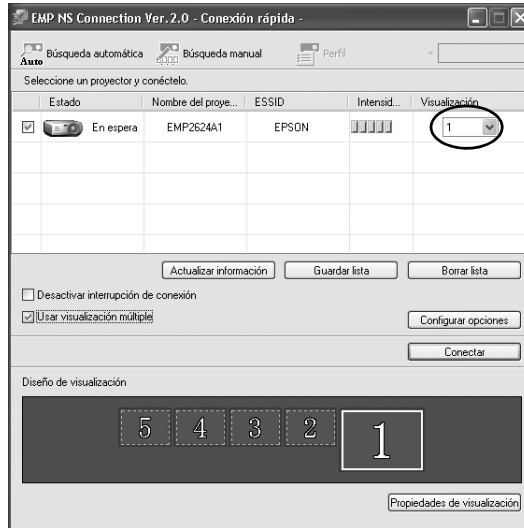 EMP NS Connection Ver.2.0 - Conexión rápida -
Auto Búsqueda automática Búsqueda manual Perfil
Seleccione un proyector y conéctelo.
Estado Nombre del proye... ESSID Intensid... Visualización
En espera EMP2624A1 EPSON 1
Actualizar información Guardar lista Borrar lista
Desactivar interrupción de conexión
Usar visualización múltiple Configurar opciones
Conectar
Diseño de visualización
5 4 3 2 1
Propiedades de visualización